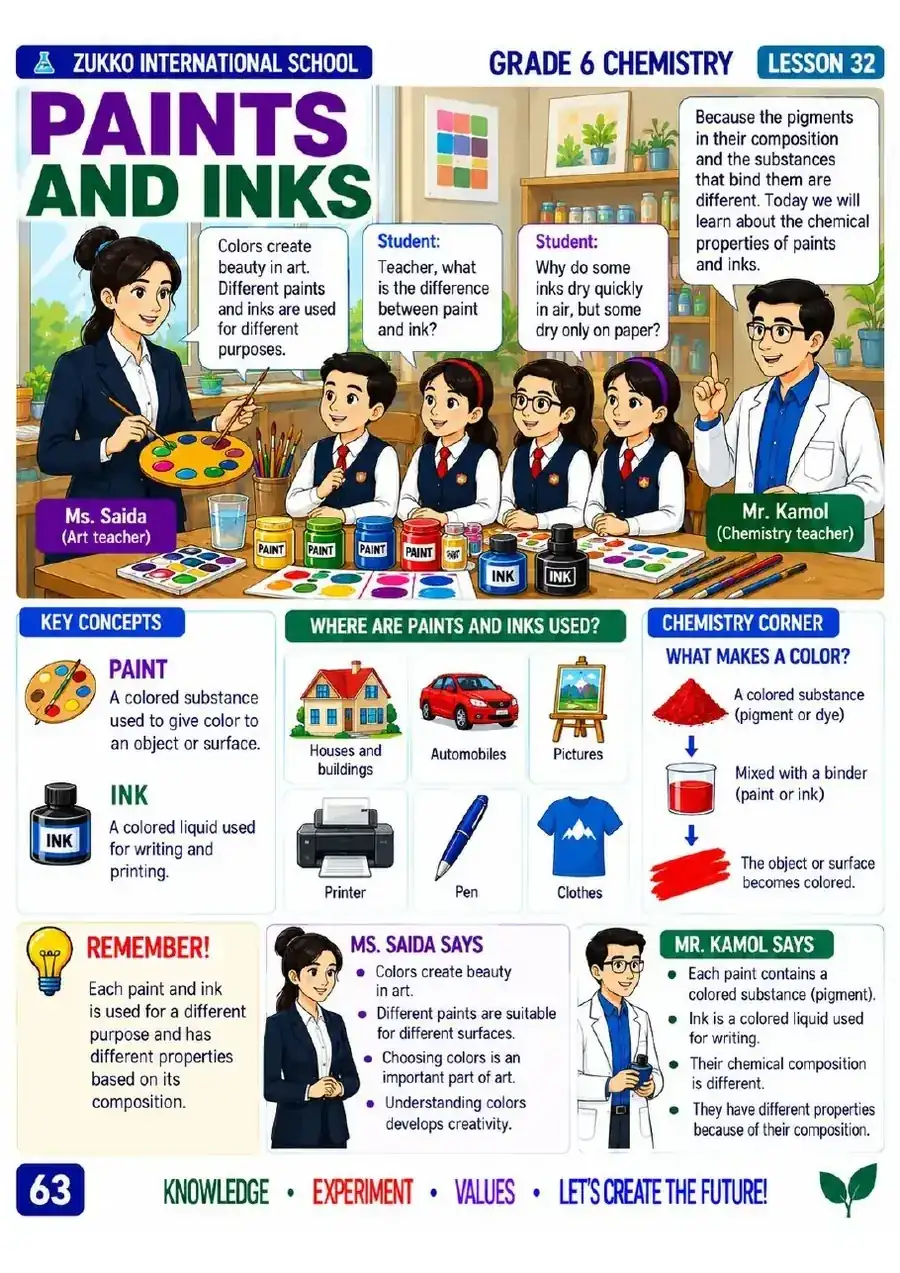 ZUKKO INTERNATIONAL SCHOOL
GRADE 6 CHEMISTRY
LESSON 32
PAINTS
AND INKS
Colors create
beauty in art.
Different paints
and inks are used
for different
purposes.
Student:
Teacher, what
is the difference
between paint
and ink?
Student:
Why do some
inks dry quickly
in air, but some
dry only on paper?
Because the pigments
in their composition
and the substances
that bind them are
different. Today we will
learn about the chemical
properties of paints
and inks.
Ms. Saida
(Art teacher)
Mr. Kamol
(Chemistry teacher)
PAINT
PAINT
PAINT
PAINT
PAINT
INK
INK
KEY CONCEPTS
PAINT
A colored substance
used to give color to
an object or surface.
INK
INK
A colored liquid used
for writing and
printing.
WHERE ARE PAINTS AND INKS USED?
Houses and
buildings
Automobiles
Pictures
Printer
Pen
Clothes
CHEMISTRY CORNER
WHAT MAKES A COLOR?
A colored substance
(pigment or dye)
Mixed with a binder
(paint or ink)
The object or surface
becomes colored.
REMEMBER!
Each paint and ink
is used for a different
purpose and has
different properties
based on its
composition.
MS. SAIDA SAYS
• Colors create beauty
in art.
• Different paints are suitable
for different surfaces.
• Choosing colors is an
important part of art.
• Understanding colors
develops creativity.
MR. KAMOL SAYS
• Each paint contains a
colored substance (pigment).
• Ink is a colored liquid used
for writing.
• Their chemical composition
is different.
• They have different properties
because of their composition.
63
KNOWLEDGE • EXPERIMENT • VALUES • LET'S CREATE THE FUTURE!